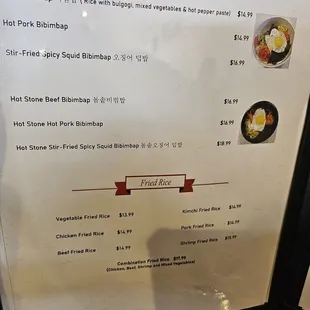 ( Rice with bulgogi, mixed vegetables & hot pepper paste) $14.99
Hot Pork Bibimbap $14.99
Stir-Fried Spicy Squid Bibimbap 오징어 덮밥 $16.99
Hot Stone Beef Bibimbap 돌솥비빔밥 $16.99
Hot Stone Hot Pork Bibimbap $16.99
Hot Stone Stir-Fried Spicy Squid Bibimbap 돌솥오징어 덮밥 $18.99
Fried Rice
Vegetable Fried Rice $13.99
Kimchi Fried Rice $14.99
Chicken Fried Rice $14.99
Pork Fried Rice $14.99
Beef Fried Rice $14.99
Shrimp Fried Rice $15.99
Combination Fried Rice $17.99
(Chicken, Beef, Shrimp and Mixed Vegetables)